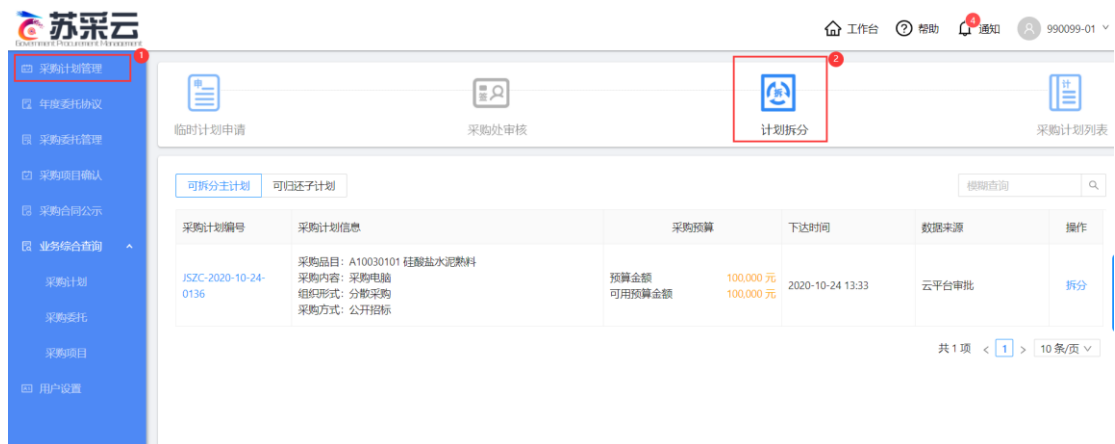 苏采云
Government Procurement Management
工作台
帮助
4
通知
990099-01
采购计划管理
1
年度委托协议
采购委托管理
采购项目确认
采购合同公示
业务综合查询
采购计划
采购委托
采购项目
用户设置
申
临时计划申请
签
采购处审核
2
拆
计划拆分
计
采购计划列表
可拆分主计划
可归还子计划
模糊查询
采购计划编号
采购计划信息
采购预算
下达时间
数据来源
操作
JSZC-2020-10-24-
0136
采购品目：A10030101 硅酸盐水泥熟料
采购内容：采购电脑
组织形式：分散采购
采购方式：公开招标
预算金额 100,000 元
可用预算金额 100,000 元
2020-10-24 13:33
云平台审批
拆分
共 1 项 < 1 > 10 条/页